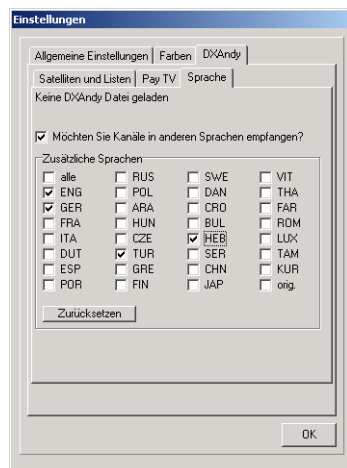 Einstellungen
Allgemeine Einstellungen Farben DXAndy
Satelliten und Listen Pay TV Sprache
Keine DXAndy Datei geladen
Möchten Sie Kanäle in anderen Sprachen empfangen?
Zusätzliche Sprachen
alle RUS SWE VIT
ENG POL DAN THA
GER ARA CRO FAR
FRA HUN BUL ROM
ITA CZE HEB LUX
DUT TUR SER TAM
ESP GRE CHN KUR
POR FIN JAP orig.
Zurücksetzen
OK